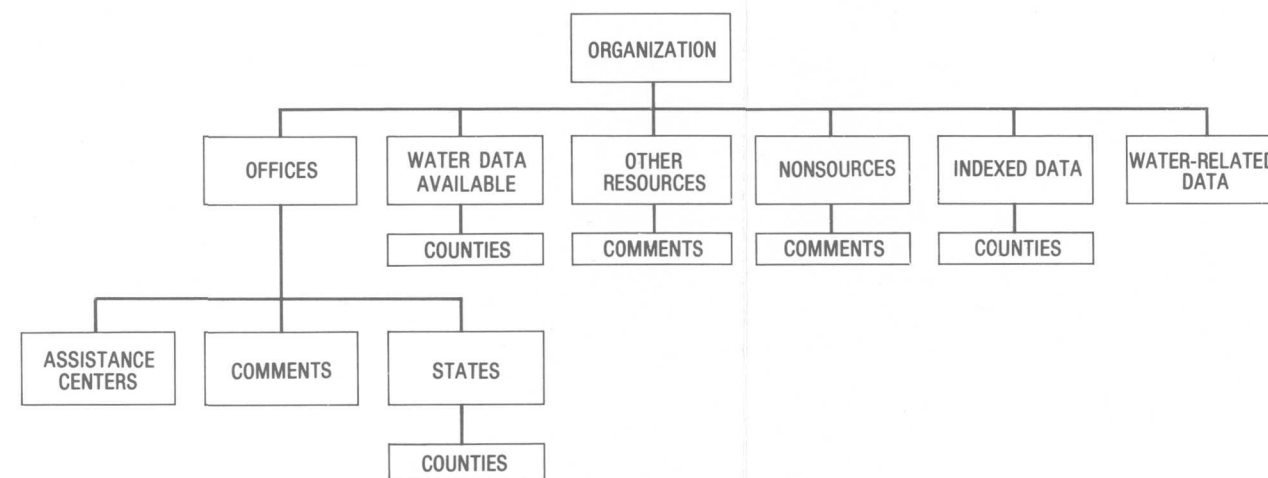 ORGANIZATION
OFFICES
WATER DATA
AVAILABLE
OTHER
RESOURCES
NONSOURCES
INDEXED DATA
WATER-RELATED
DATA
COUNTIES
COMMENTS
COMMENTS
COUNTIES
ASSISTANCE
CENTERS
COMMENTS
STATES
COUNTIES